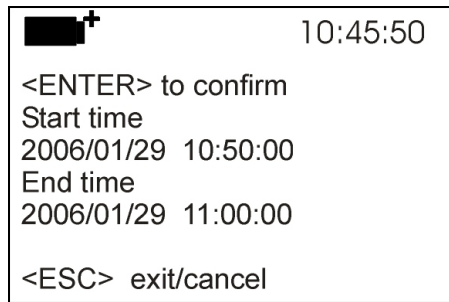 10:45:50
<ENTER> to confirm
Start time
2006/01/29 10:50:00
End time
2006/01/29 11:00:00
<ESC> exit/cancel